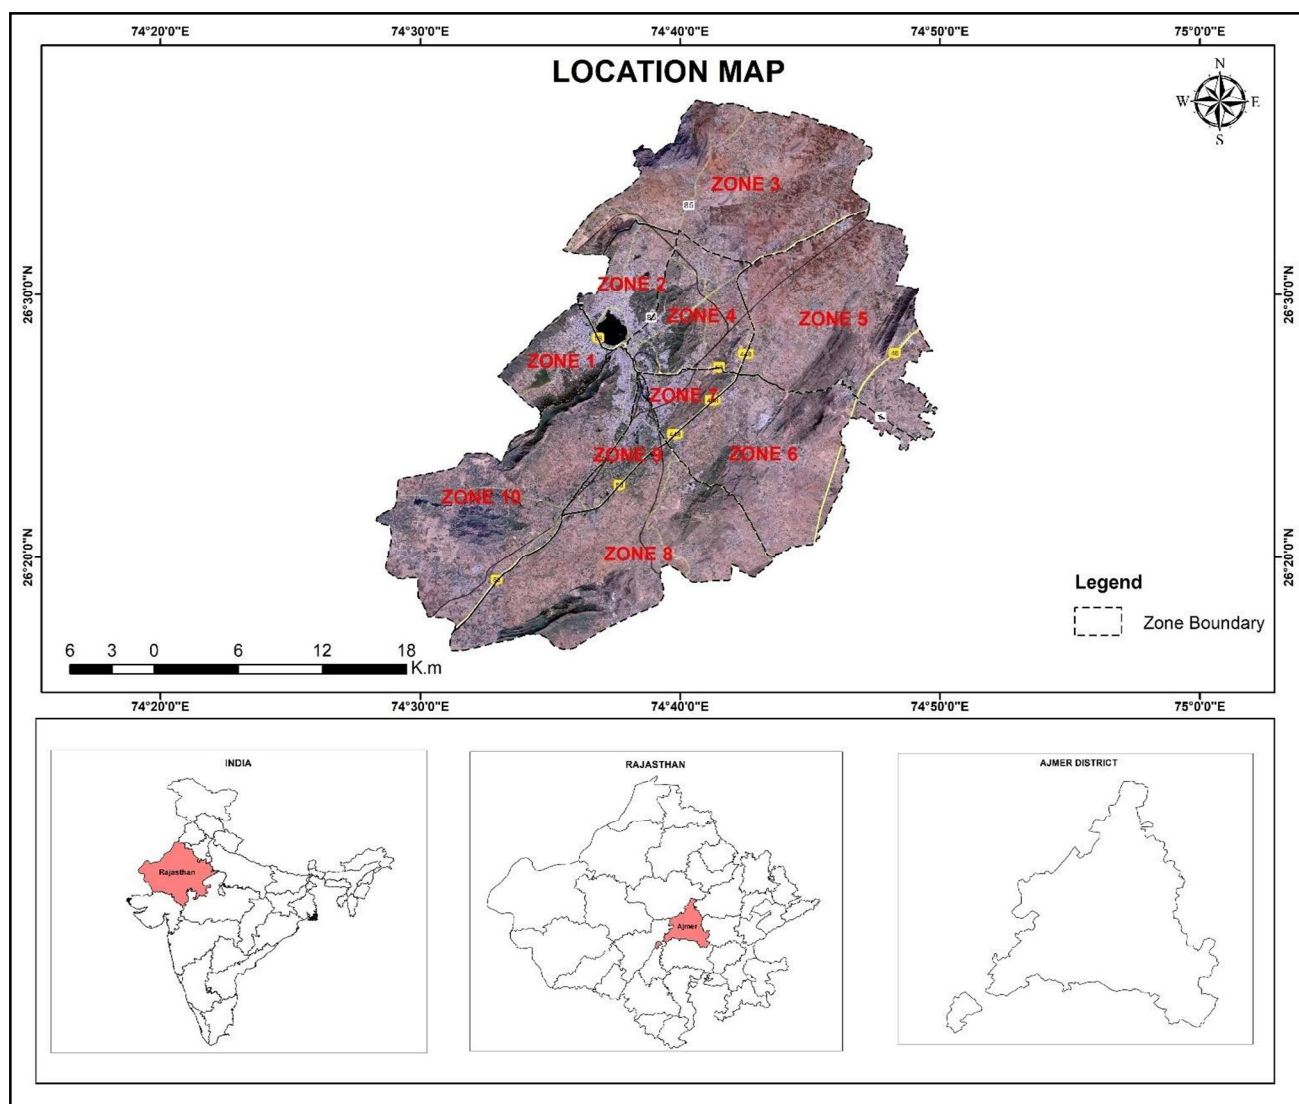 74°20'0"E 74°30'0"E 74°40'0"E 74°50'0"E 75°0'0"E
LOCATION MAP
N
W E
S
ZONE 3
85
26°30'0"N 26°30'0"N
ZONE 2
ZONE 4
ZONE 5
ZONE 1
48
448
ZONE 7
448
ZONE 9
ZONE 6
ZONE 10
ZONE 8
26°20'0"N 26°20'0"N
Legend
Zone Boundary
6 3 0 6 12 18
K.m
74°20'0"E 74°30'0"E 74°40'0"E 74°50'0"E 75°0'0"E
INDIA
Rajasthan
RAJASTHAN
Ajmer
AJMER DISTRICT